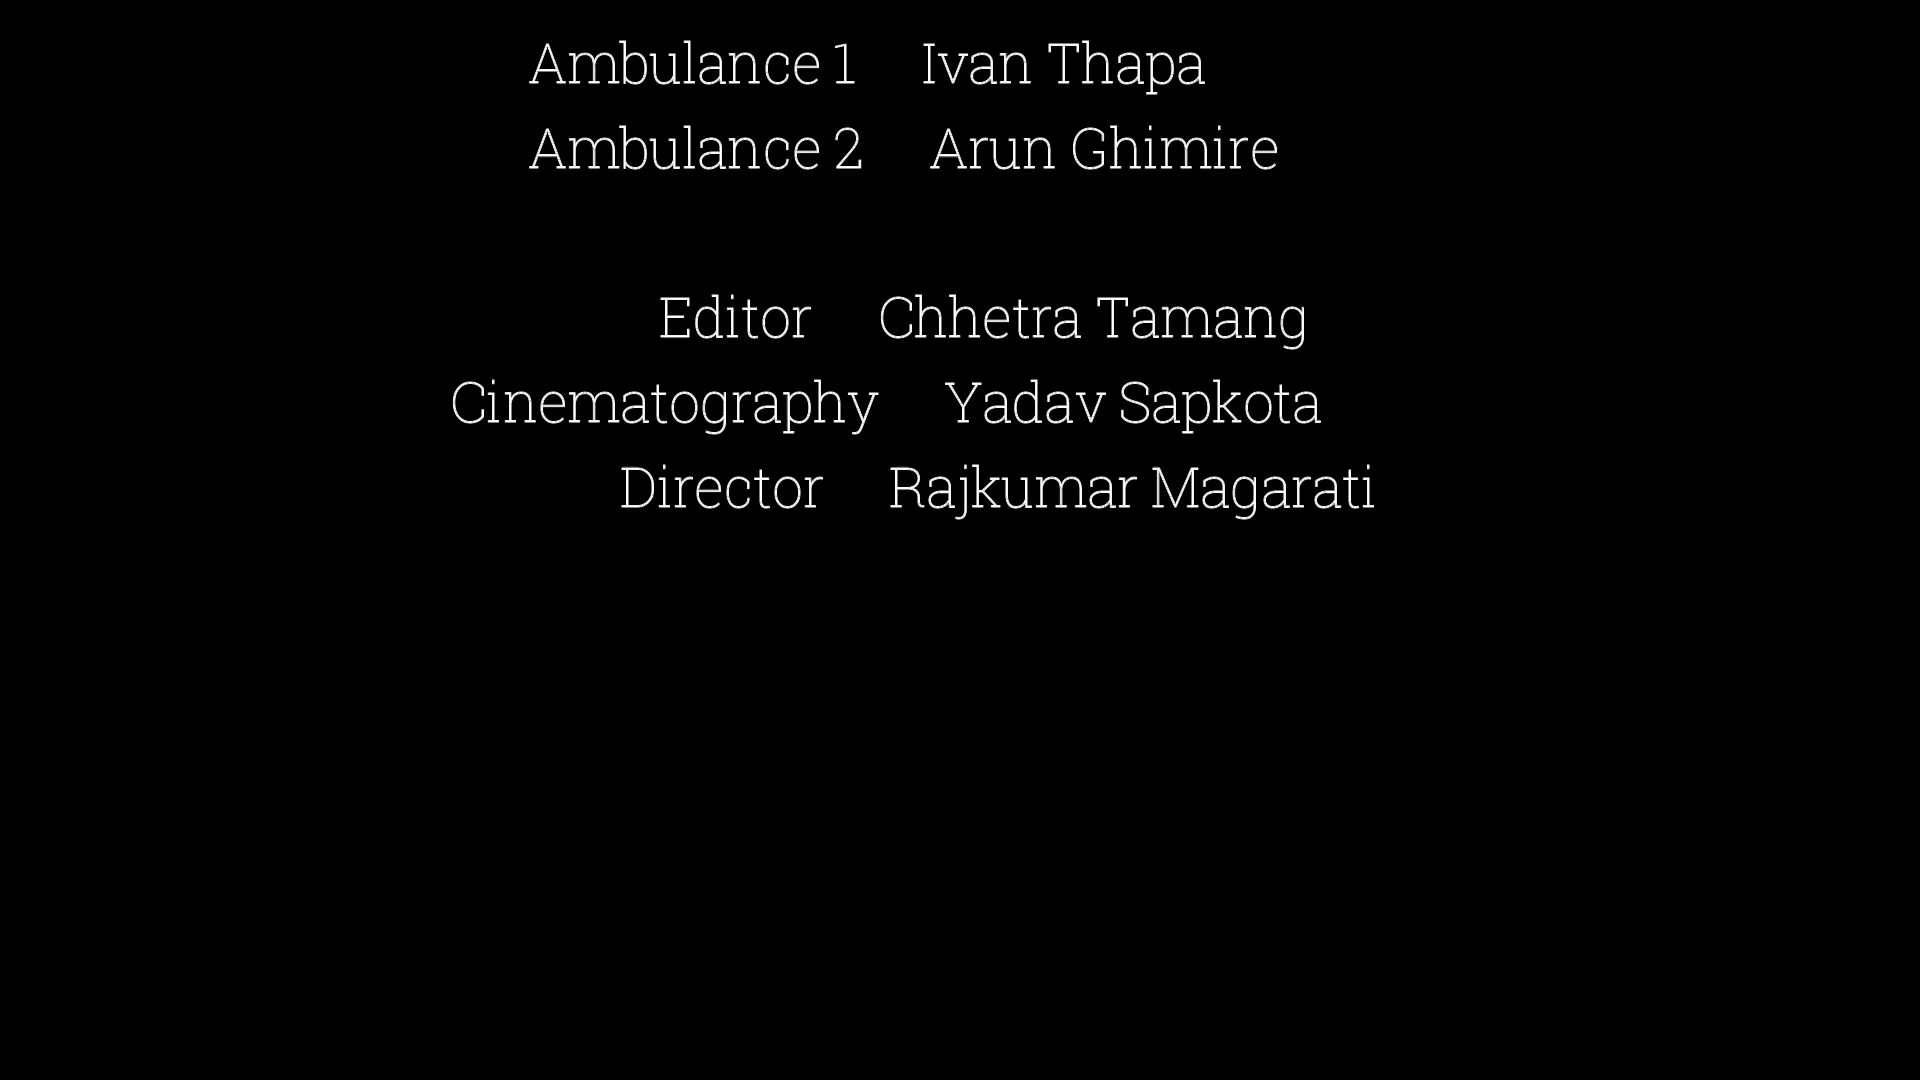 Ambulance 1 Ivan Thapa
Ambulance 2 Arun Ghimire
Editor Chhetra Tamang
Cinematography Yadav Sapkota
Director Rajkumar Magarati